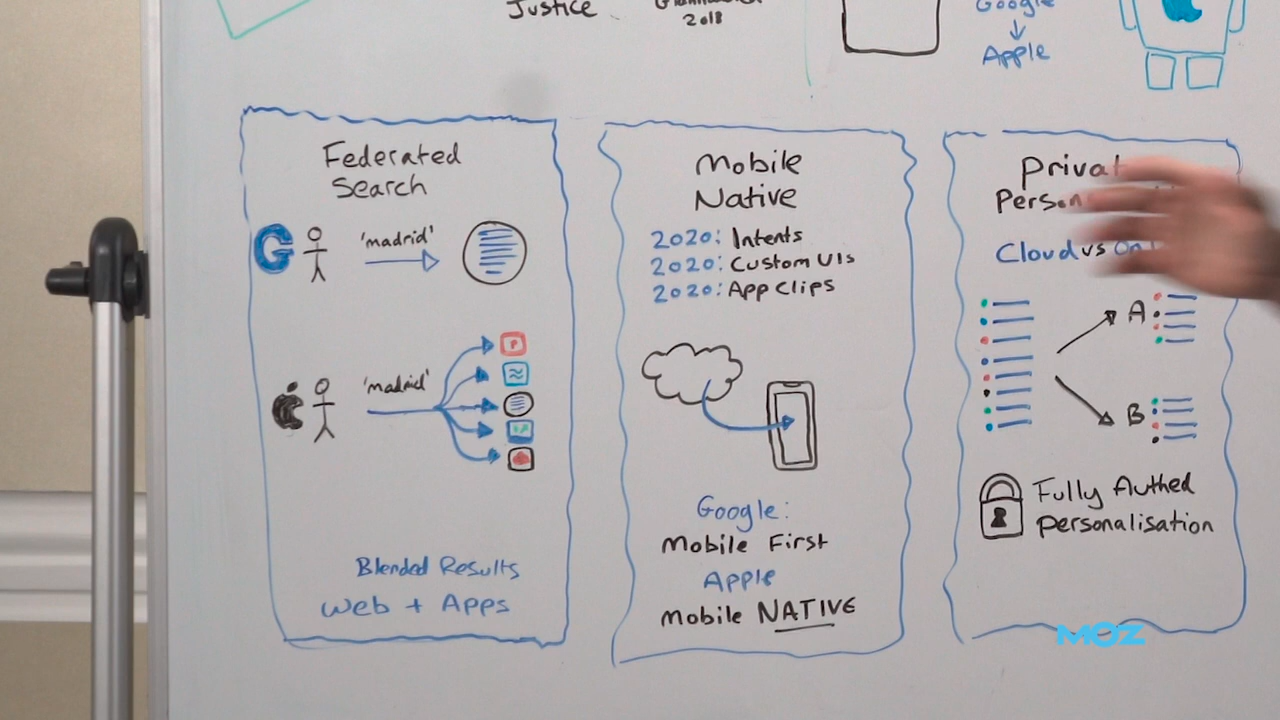 Justice
2018
Google
Apple
Federated
Search
G
'madrid'
'madrid'
P
Blended Results
Web + Apps
Mobile
Native
2020: Intents
2020: Custom UIs
2020: App Clips
Google:
Mobile First
Apple
Mobile NATIVE
Cloud vs
A
B
Fully Authed
personalisation
MOZ